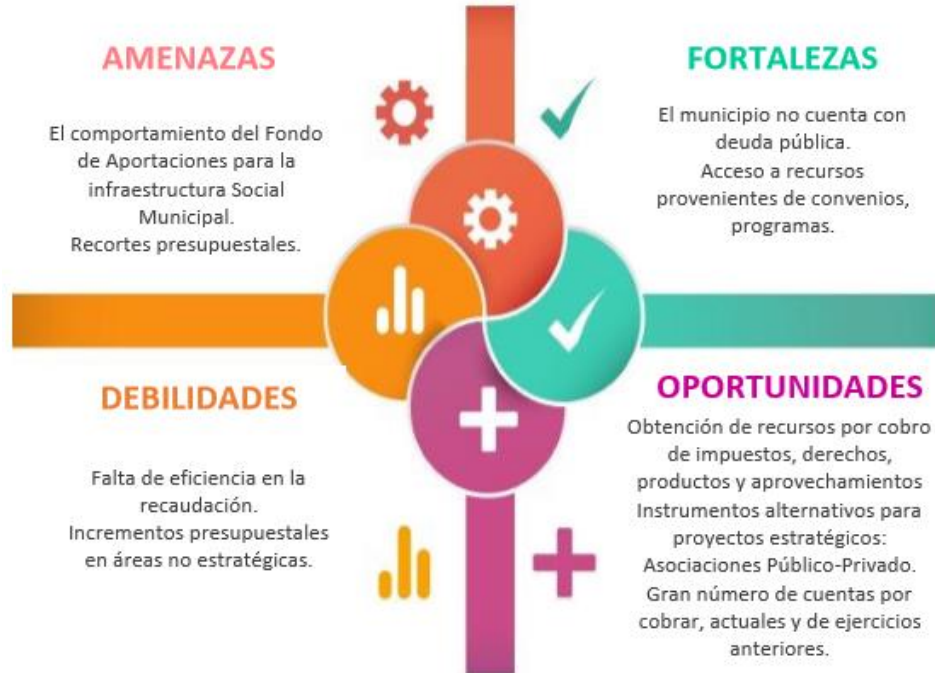 AMENAZAS
El comportamiento del Fondo
de Aportaciones para la
infraestructura Social
Municipal.
Recortes presupuestales.
FORTALEZAS
El municipio no cuenta con
deuda pública.
Acceso a recursos
provenientes de convenios,
programas.
DEBILIDADES
Falta de eficiencia en la
recaudación.
Incrementos presupuestales
en áreas no estratégicas.
OPORTUNIDADES
Obtención de recursos por cobro
de impuestos, derechos,
productos y aprovechamientos
Instrumentos alternativos para
proyectos estratégicos:
Asociaciones Público-Privado.
Gran número de cuentas por
cobrar, actuales y de ejercicios
anteriores.